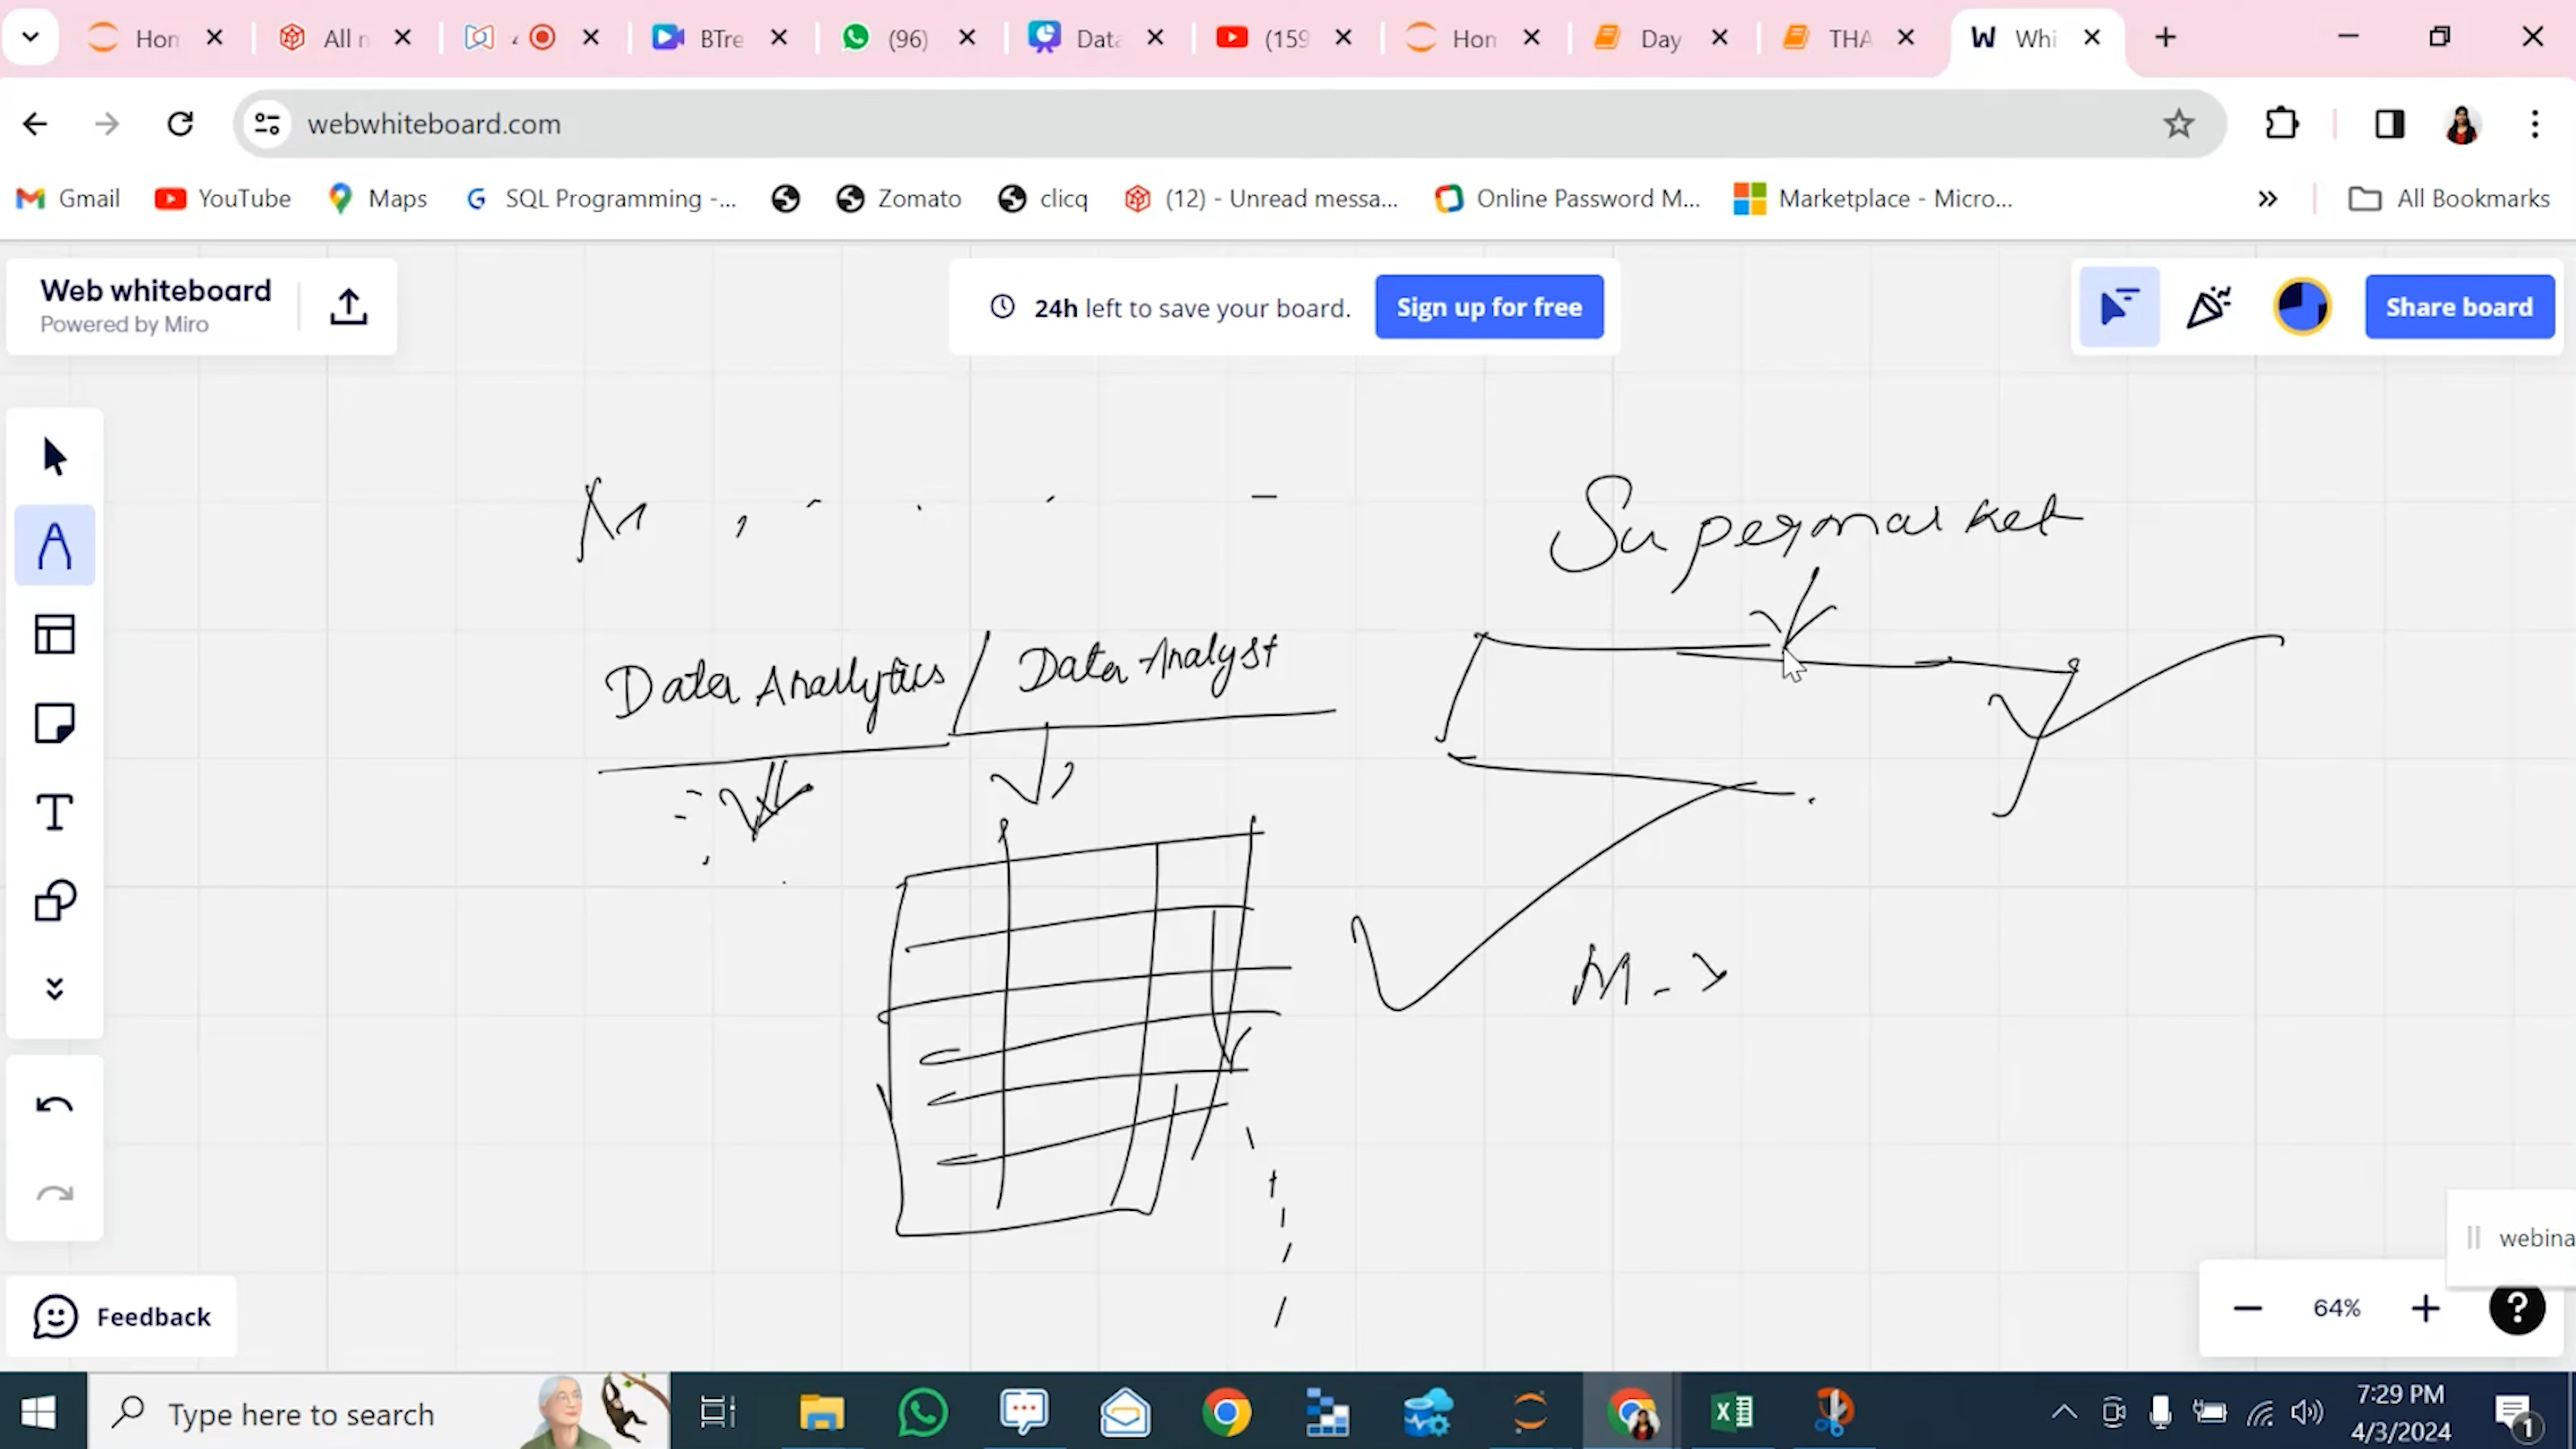 Hon
All n
BTre
(96)
Data
(159
Hon
Day
THA
Whi
webwhiteboard.com
Gmail
YouTube
Maps
SQL Programming -...
Zomato
clicq
(12) - Unread messa...
Online Password M...
Marketplace - Micro...
All Bookmarks
Web whiteboard
Powered by Miro
24h left to save your board.
Sign up for free
Share board
Supermarket
Data Anallytics / Data Analyst
M
webina
Feedback
64%
Type here to search
7:29 PM
4/3/2024
1